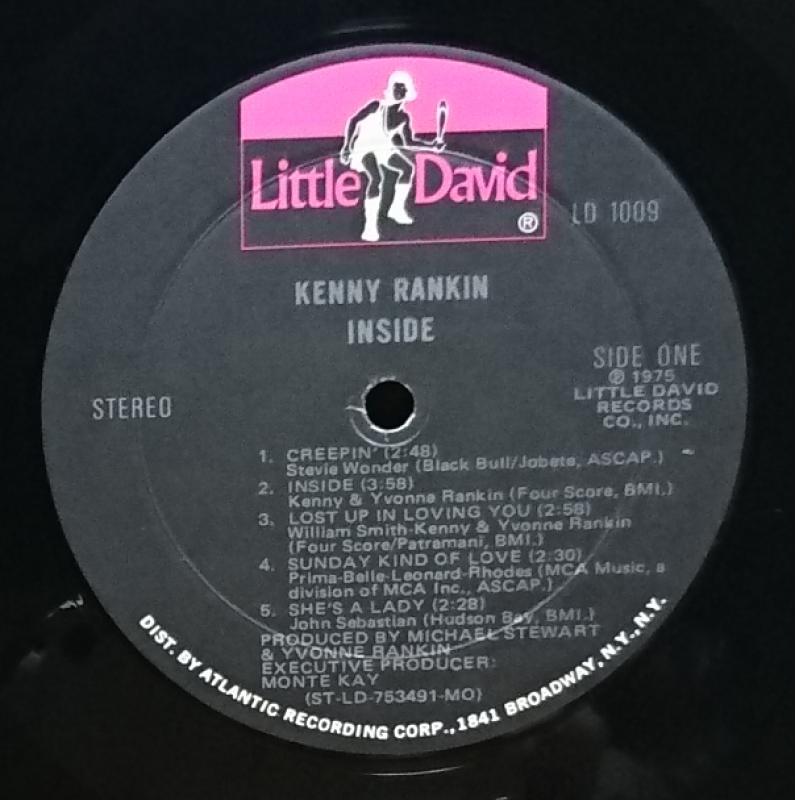 Little David
®
LD 1009
KENNY RANKIN
INSIDE
SIDE ONE
℗ 1975
LITTLE DAVID
RECORDS
CO., INC.
STEREO
1. CREEPIN' (2:48)
Stevie Wonder (Black Bull/Jobete, ASCAP.)
2. INSIDE (3:58)
Kenny & Yvonne Rankin (Four Score, BMI.)
3. LOST UP IN LOVING YOU (2:58)
William Smith-Kenny & Yvonne Rankin
(Four Score/Patramani, BMI.)
4. SUNDAY KIND OF LOVE (2:30)
Prima-Belle-Leonard-Rhodes (MCA Music, a
division of MCA Inc., ASCAP.)
5. SHE'S A LADY (2:28)
John Sebastian (Hudson Bay, BMI.)
PRODUCED BY MICHAEL STEWART
& YVONNE RANKIN
EXECUTIVE PRODUCER:
MONTE KAY
(ST-LD-753491-MO)
DIST. BY ATLANTIC RECORDING CORP., 1841 BROADWAY, N.Y., N.Y.